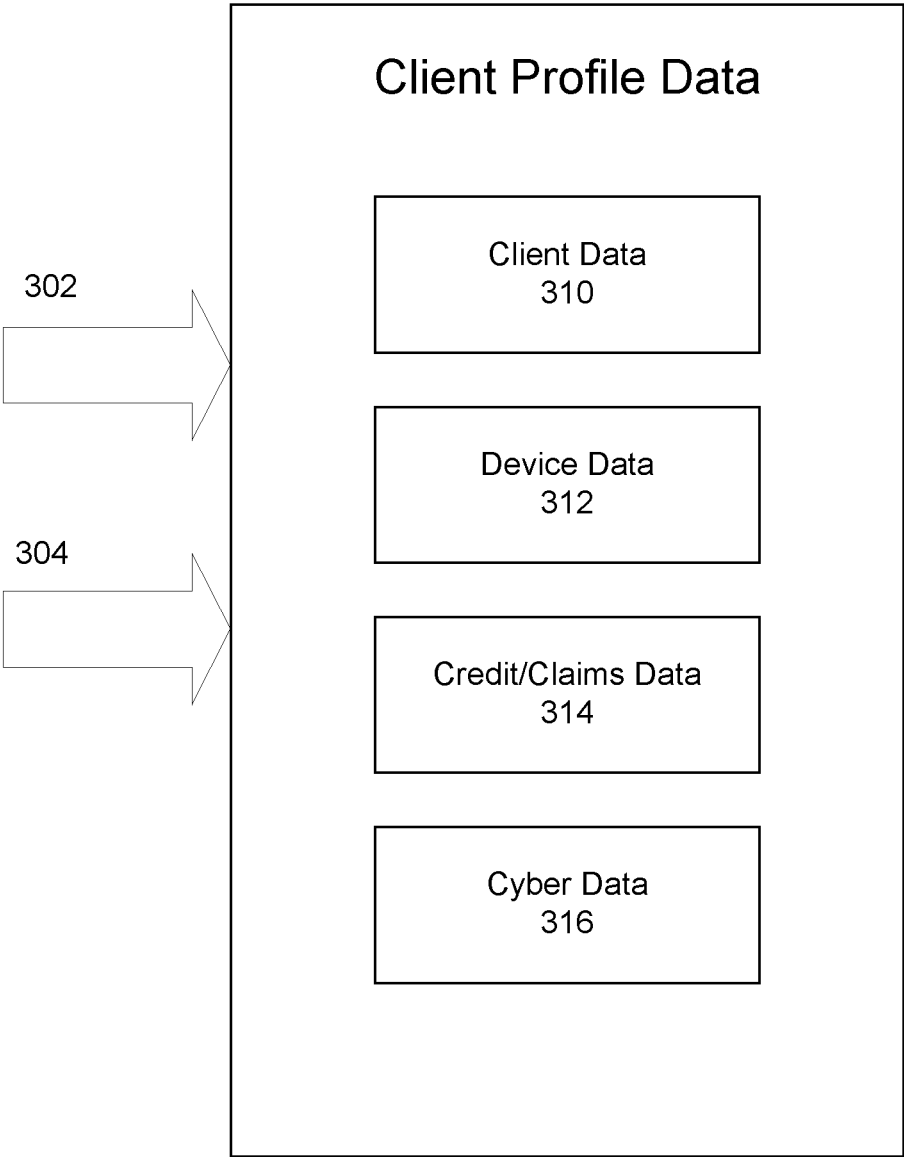 Client Profile Data
Client Data
310
302
Device Data
312
304
Credit/Claims Data
314
Cyber Data
316